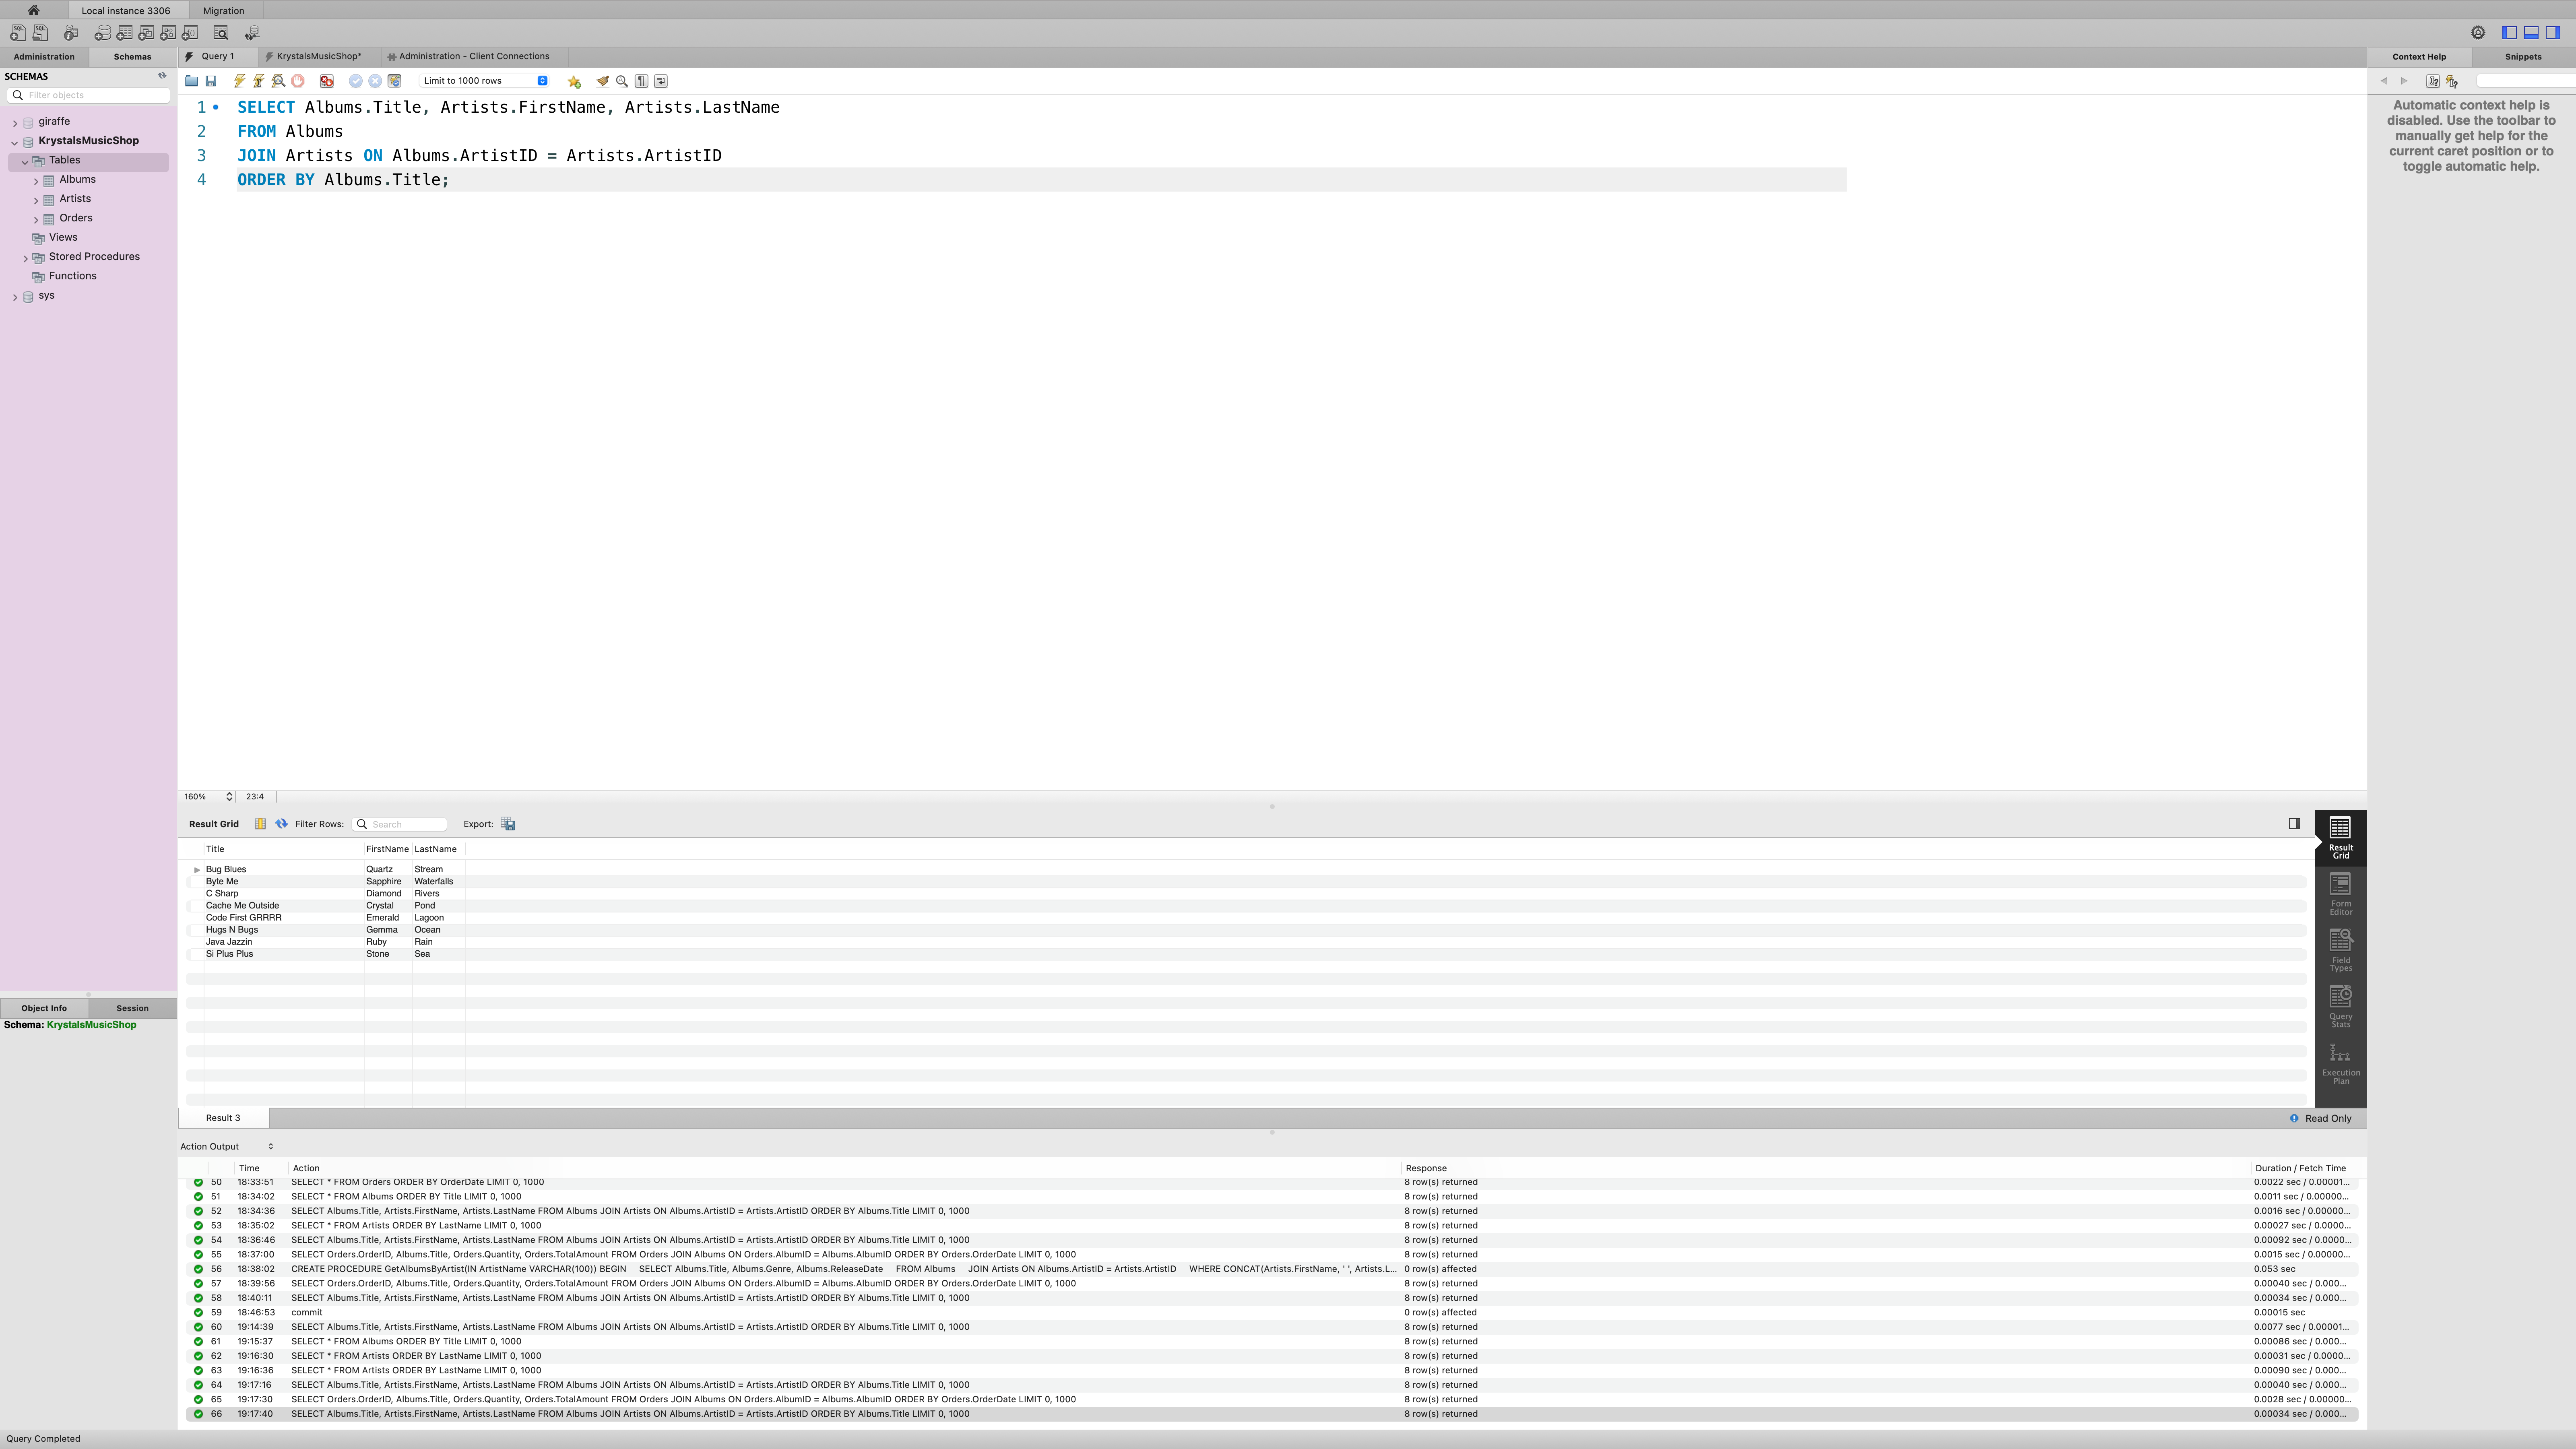 Local instance 3306 Migration
Administration Schemas Query 1 KrystalsMusicShop* Administration - Client Connections Context Help Snippets
SCHEMAS
Filter objects
giraffe
KrystalsMusicShop
Tables
Albums
Artists
Orders
Views
Stored Procedures
Functions
sys
Object Info Session
Schema: KrystalsMusicShop
Limit to 1000 rows
1 SELECT Albums.Title, Artists.FirstName, Artists.LastName
2 FROM Albums
3 JOIN Artists ON Albums.ArtistID = Artists.ArtistID
4 ORDER BY Albums.Title;
Automatic context help is
disabled. Use the toolbar to
manually get help for the
current caret position or to
toggle automatic help.
160% 23:4
Result Grid Filter Rows: Search Export:
Title FirstName LastName
Bug Blues Quartz Stream
Byte Me Sapphire Waterfalls
C Sharp Diamond Rivers
Cache Me Outside Crystal Pond
Code First GRRRR Emerald Lagoon
Hugs N Bugs Gemma Ocean
Java Jazzin Ruby Rain
Si Plus Plus Stone Sea
Result
Grid
Form
Editor
Field
Types
Query
Stats
Execution
Plan
Result 3 Read Only
Action Output
Time Action Response Duration / Fetch Time
50 18:33:51 SELECT * FROM Orders ORDER BY OrderDate LIMIT 0, 1000 8 row(s) returned 0.0022 sec / 0.00001...
51 18:34:02 SELECT * FROM Albums ORDER BY Title LIMIT 0, 1000 8 row(s) returned 0.0011 sec / 0.00000...
52 18:34:36 SELECT Albums.Title, Artists.FirstName, Artists.LastName FROM Albums JOIN Artists ON Albums.ArtistID = Artists.ArtistID ORDER BY Albums.Title LIMIT 0, 1000 8 row(s) returned 0.0016 sec / 0.00000...
53 18:35:02 SELECT * FROM Artists ORDER BY LastName LIMIT 0, 1000 8 row(s) returned 0.00027 sec / 0.0000...
54 18:36:46 SELECT Albums.Title, Artists.FirstName, Artists.LastName FROM Albums JOIN Artists ON Albums.ArtistID = Artists.ArtistID ORDER BY Albums.Title LIMIT 0, 1000 8 row(s) returned 0.00092 sec / 0.0000...
55 18:37:00 SELECT Orders.OrderID, Albums.Title, Orders.Quantity, Orders.TotalAmount FROM Orders JOIN Albums ON Orders.AlbumID = Albums.AlbumID ORDER BY Orders.OrderDate LIMIT 0, 1000 8 row(s) returned 0.0015 sec / 0.00000...
56 18:38:02 CREATE PROCEDURE GetAlbumsByArtist(IN ArtistName VARCHAR(100)) BEGIN SELECT Albums.Title, Albums.Genre, Albums.ReleaseDate FROM Albums JOIN Artists ON Albums.ArtistID = Artists.ArtistID WHERE CONCAT(Artists.FirstName, ' ', Artists.L... 0 row(s) affected 0.053 sec
57 18:39:56 SELECT Orders.OrderID, Albums.Title, Orders.Quantity, Orders.TotalAmount FROM Orders JOIN Albums ON Orders.AlbumID = Albums.AlbumID ORDER BY Orders.OrderDate LIMIT 0, 1000 8 row(s) returned 0.00040 sec / 0.000...
58 18:40:11 SELECT Albums.Title, Artists.FirstName, Artists.LastName FROM Albums JOIN Artists ON Albums.ArtistID = Artists.ArtistID ORDER BY Albums.Title LIMIT 0, 1000 8 row(s) returned 0.00034 sec / 0.000...
59 18:46:53 commit 0 row(s) affected 0.00015 sec
60 19:14:39 SELECT Albums.Title, Artists.FirstName, Artists.LastName FROM Albums JOIN Artists ON Albums.ArtistID = Artists.ArtistID ORDER BY Albums.Title LIMIT 0, 1000 8 row(s) returned 0.0077 sec / 0.00001...
61 19:15:37 SELECT * FROM Albums ORDER BY Title LIMIT 0, 1000 8 row(s) returned 0.00086 sec / 0.000...
62 19:16:30 SELECT * FROM Artists ORDER BY LastName LIMIT 0, 1000 8 row(s) returned 0.00031 sec / 0.0000...
63 19:16:36 SELECT * FROM Artists ORDER BY LastName LIMIT 0, 1000 8 row(s) returned 0.00090 sec / 0.000...
64 19:17:16 SELECT Albums.Title, Artists.FirstName, Artists.LastName FROM Albums JOIN Artists ON Albums.ArtistID = Artists.ArtistID ORDER BY Albums.Title LIMIT 0, 1000 8 row(s) returned 0.00040 sec / 0.000...
65 19:17:30 SELECT Orders.OrderID, Albums.Title, Orders.Quantity, Orders.TotalAmount FROM Orders JOIN Albums ON Orders.AlbumID = Albums.AlbumID ORDER BY Orders.OrderDate LIMIT 0, 1000 8 row(s) returned 0.0028 sec / 0.0000...
66 19:17:40 SELECT Albums.Title, Artists.FirstName, Artists.LastName FROM Albums JOIN Artists ON Albums.ArtistID = Artists.ArtistID ORDER BY Albums.Title LIMIT 0, 1000 8 row(s) returned 0.00034 sec / 0.000...
Query Completed